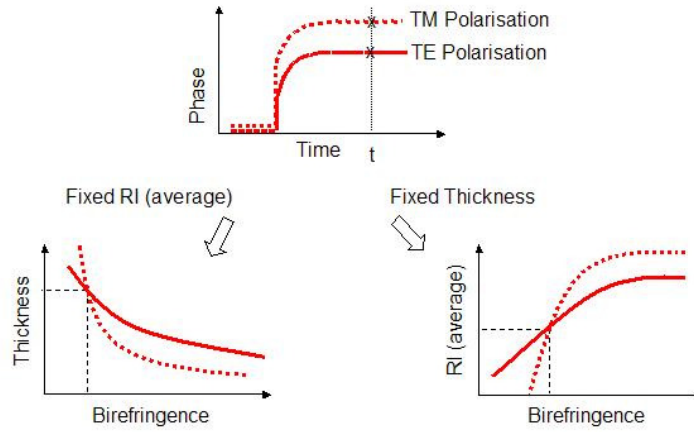 TM Polarisation
TE Polarisation
Phase
Time
t
Fixed RI (average)
Fixed Thickness
Thickness
Birefringence
RI (average)
Birefringence